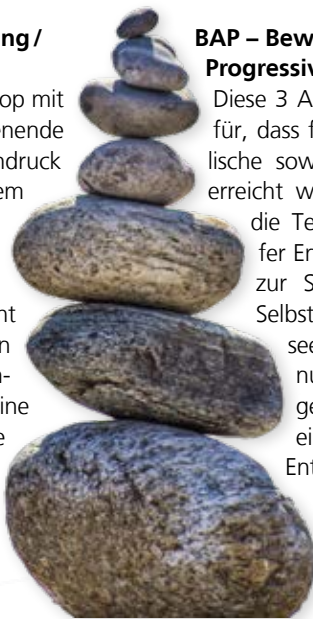 ng /
op mit
enende
ndruck
em
nt
n
n-
ine
e
BAP – Bew
Progressiv
Diese 3 A
für, dass f
lische sow
erreicht w
die Te
fer En
zur S
Selbst
see
nu
ge
ei
Ent